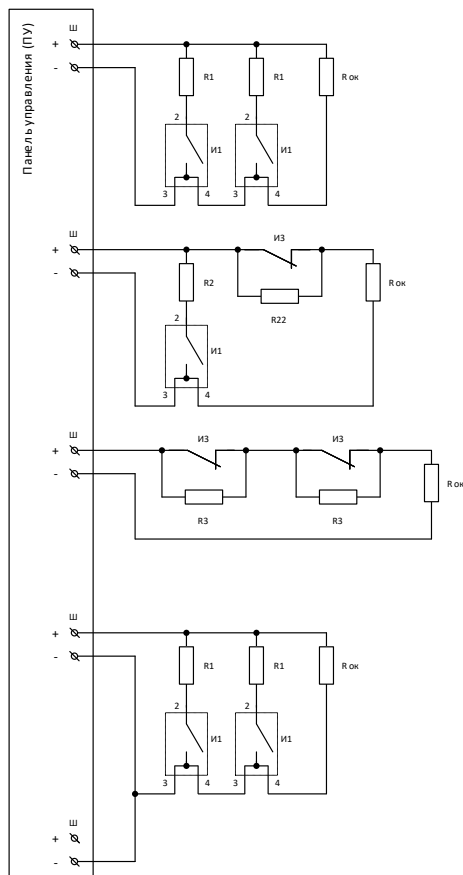 Панель управления (ПУ)
Ш
+
-
R1
R1
R ок
2
2
И1
И1
3
4
3
4
Ш
+
-
И3
R2
R ок
R22
2
И1
3
4
Ш
+
-
И3
И3
R ок
R3
R3
Ш
+
-
R1
R1
R ок
2
2
И1
И1
3
4
3
4
Ш
+
-